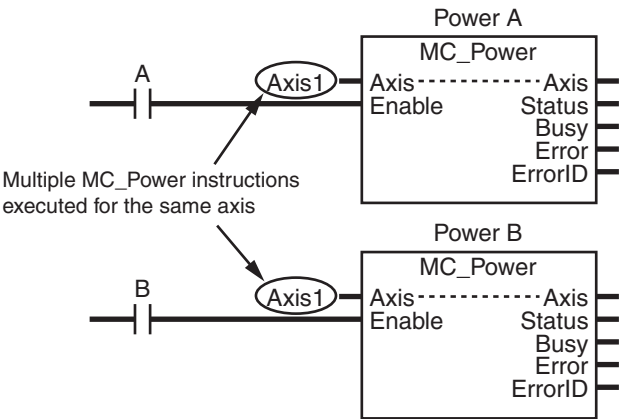 Power A
MC_Power
A
Axis1
Axis Axis
Enable Status
Busy
Error
ErrorID
Multiple MC_Power instructions
executed for the same axis
Power B
MC_Power
B
Axis1
Axis Axis
Enable Status
Busy
Error
ErrorID